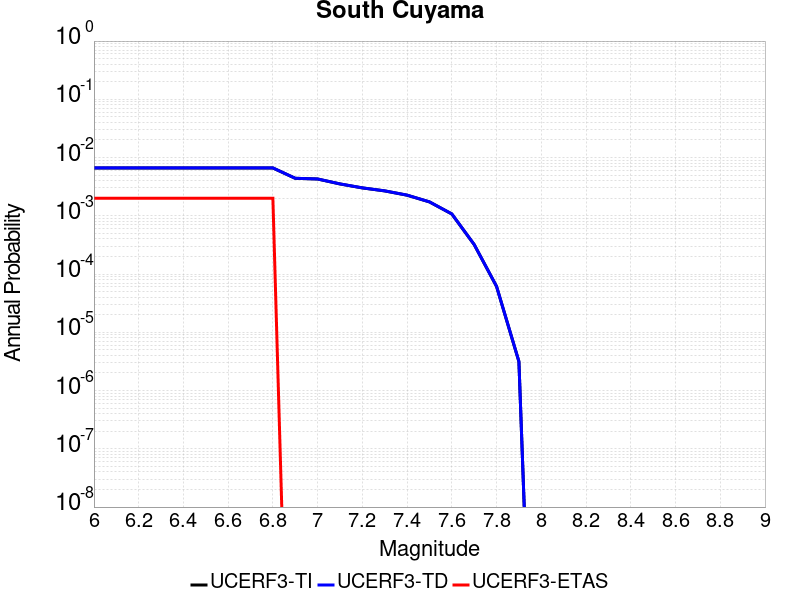 South Cuyama
10^0
10^-1
10^-2
10^-3
10^-4
10^-5
10^-6
10^-7
10^-8
Annual Probability
6 6.2 6.4 6.6 6.8 7 7.2 7.4 7.6 7.8 8 8.2 8.4 8.6 8.8 9
Magnitude
UCERF3-TI UCERF3-TD UCERF3-ETAS